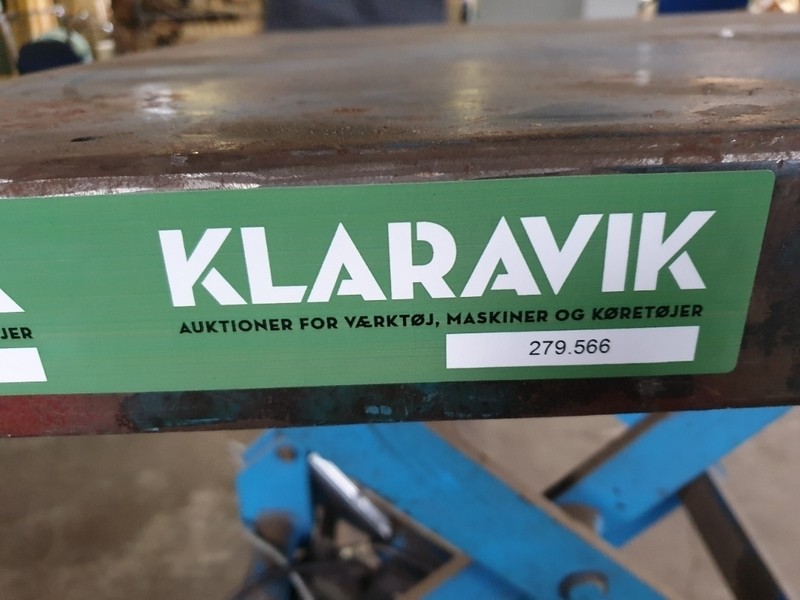 KLARAVIK
AUKTIONER FOR VÆRKTØJ, MASKINER OG KØRETØJER
279.566